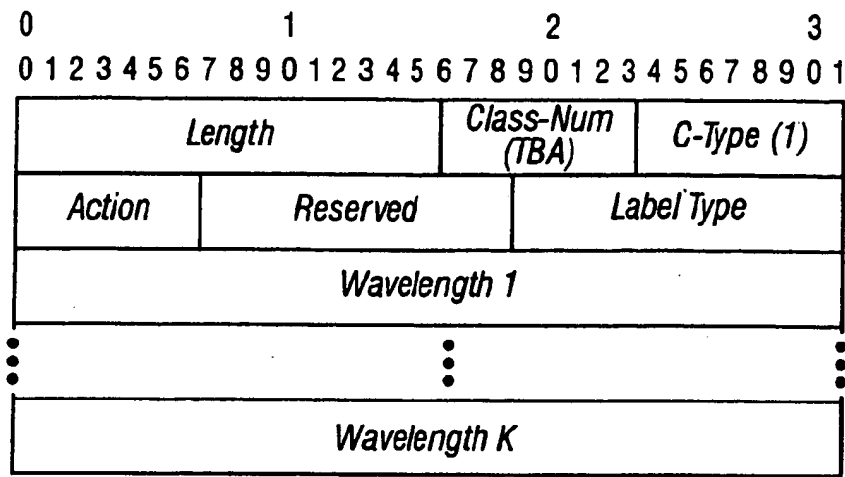 0 1 2 3
0 1 2 3 4 5 6 7 8 9 0 1 2 3 4 5 6 7 8 9 0 1 2 3 4 5 6 7 8 9 0 1
Length Class-Num (TBA) C-Type (1)
Action Reserved Label Type
Wavelength 1
Wavelength K